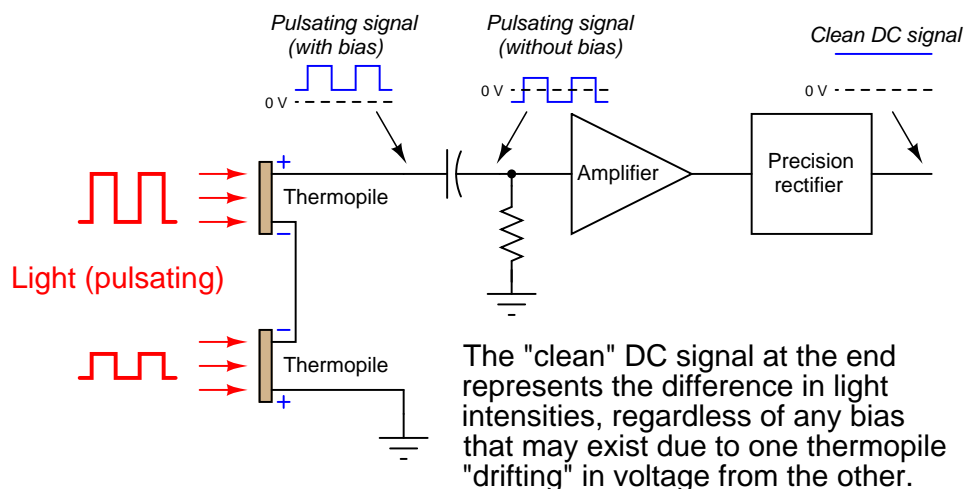 Pulsating signal
(with bias)
Pulsating signal
(without bias)
Clean DC signal
0 V
0 V
0 V
+
Thermopile
−
Amplifier
Precision
rectifier
Light (pulsating)
−
Thermopile
+
The "clean" DC signal at the end
represents the difference in light
intensities, regardless of any bias
that may exist due to one thermopile
"drifting" in voltage from the other.